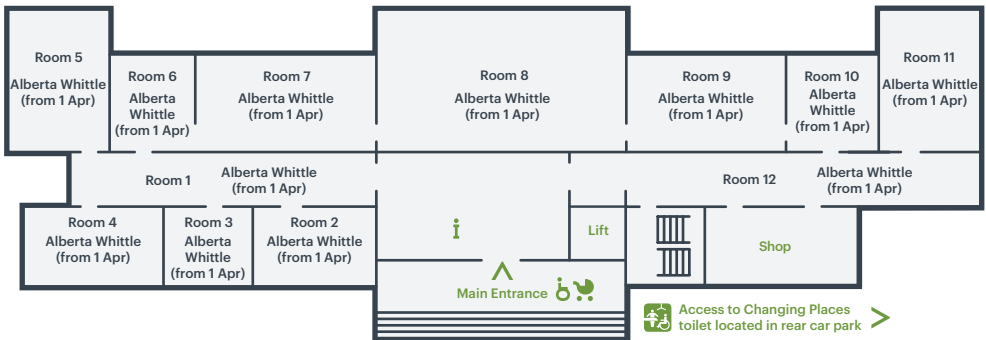 Room 5
Alberta Whittle
(from 1 Apr)
Room 6
Alberta
Whittle
(from 1 Apr)
Room 7
Alberta Whittle
(from 1 Apr)
Room 8
Alberta Whittle
(from 1 Apr)
Room 9
Alberta Whittle
(from 1 Apr)
Room 10
Alberta
Whittle
(from 1 Apr)
Room 11
Alberta Whittle
(from 1 Apr)
Room 1
Alberta Whittle
(from 1 Apr)
Room 12
Alberta Whittle
(from 1 Apr)
Room 4
Alberta Whittle
(from 1 Apr)
Room 3
Alberta
Whittle
(from 1 Apr)
Room 2
Alberta Whittle
(from 1 Apr)
i
Lift
Shop
Main Entrance
Access to Changing Places
toilet located in rear car park